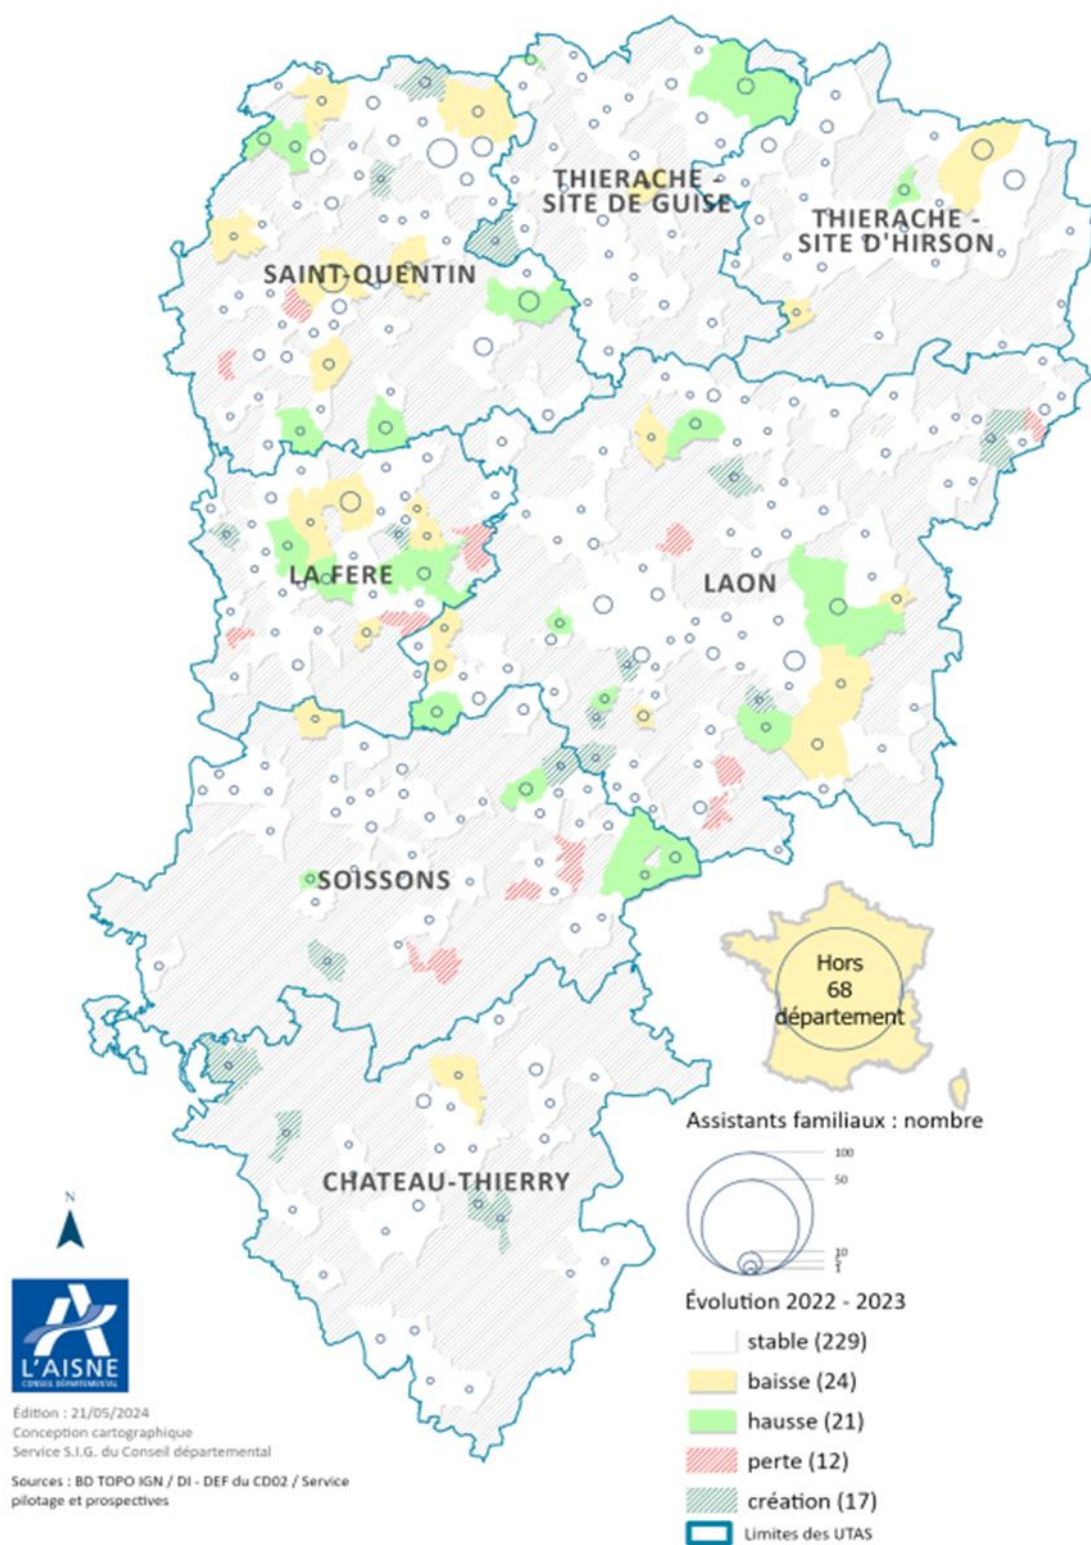 THIERACHE -
SITE DE GUISE
THIERACHE -
SITE D'HIRSON
SAINT-QUENTIN
LA FERE
LAON
SOISSONS
CHATEAU-THIERRY
Hors
68
département
Assistants familiaux : nombre
100
50
10
5
1
Évolution 2022 - 2023
stable (229)
baisse (24)
hausse (21)
perte (12)
création (17)
Limites des UTAS
N
L'AISNE
CONSEIL DÉPARTEMENTAL
Édition : 21/05/2024
Conception cartographique
Service S.I.G. du Conseil départemental
Sources : BD TOPO IGN / DI - DEF du CD02 / Service
pilotage et prospectives